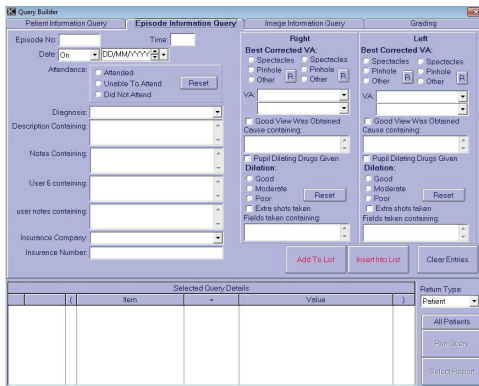 Query Builder
Patient Information Query Episode Information Query Image Information Query Grading
Episode No: Time:
Date: On DD/MM/YYYY
Attendance: Attended
Unable To Attend
Did Not Attend
Reset
Diagnosis:
Description Containing:
Notes Containing:
User 6 containing:
user notes containing:
Insurance Company:
Insurance Number:
Right
Best Corrected VA:
Spectacles Spectacles
Pinhole Pinhole
Other R Other R
VA:
Good View Was Obtained
Cause containing:
Pupil Dilating Drugs Given
Dilation:
Good
Moderate
Poor
Reset
Extra shots taken
Fields taken containing:
Left
Best Corrected VA:
Spectacles Spectacles
Pinhole Pinhole
Other R Other R
VA:
Good View Was Obtained
Cause containing:
Pupil Dilating Drugs Given
Dilation:
Good
Moderate
Poor
Reset
Extra shots taken
Fields taken containing:
Add To List Insert Into List Clear Entries
Selected Query Details
( Item = Value )
Return Type:
Patient
All Patients
Run Query
Select Report